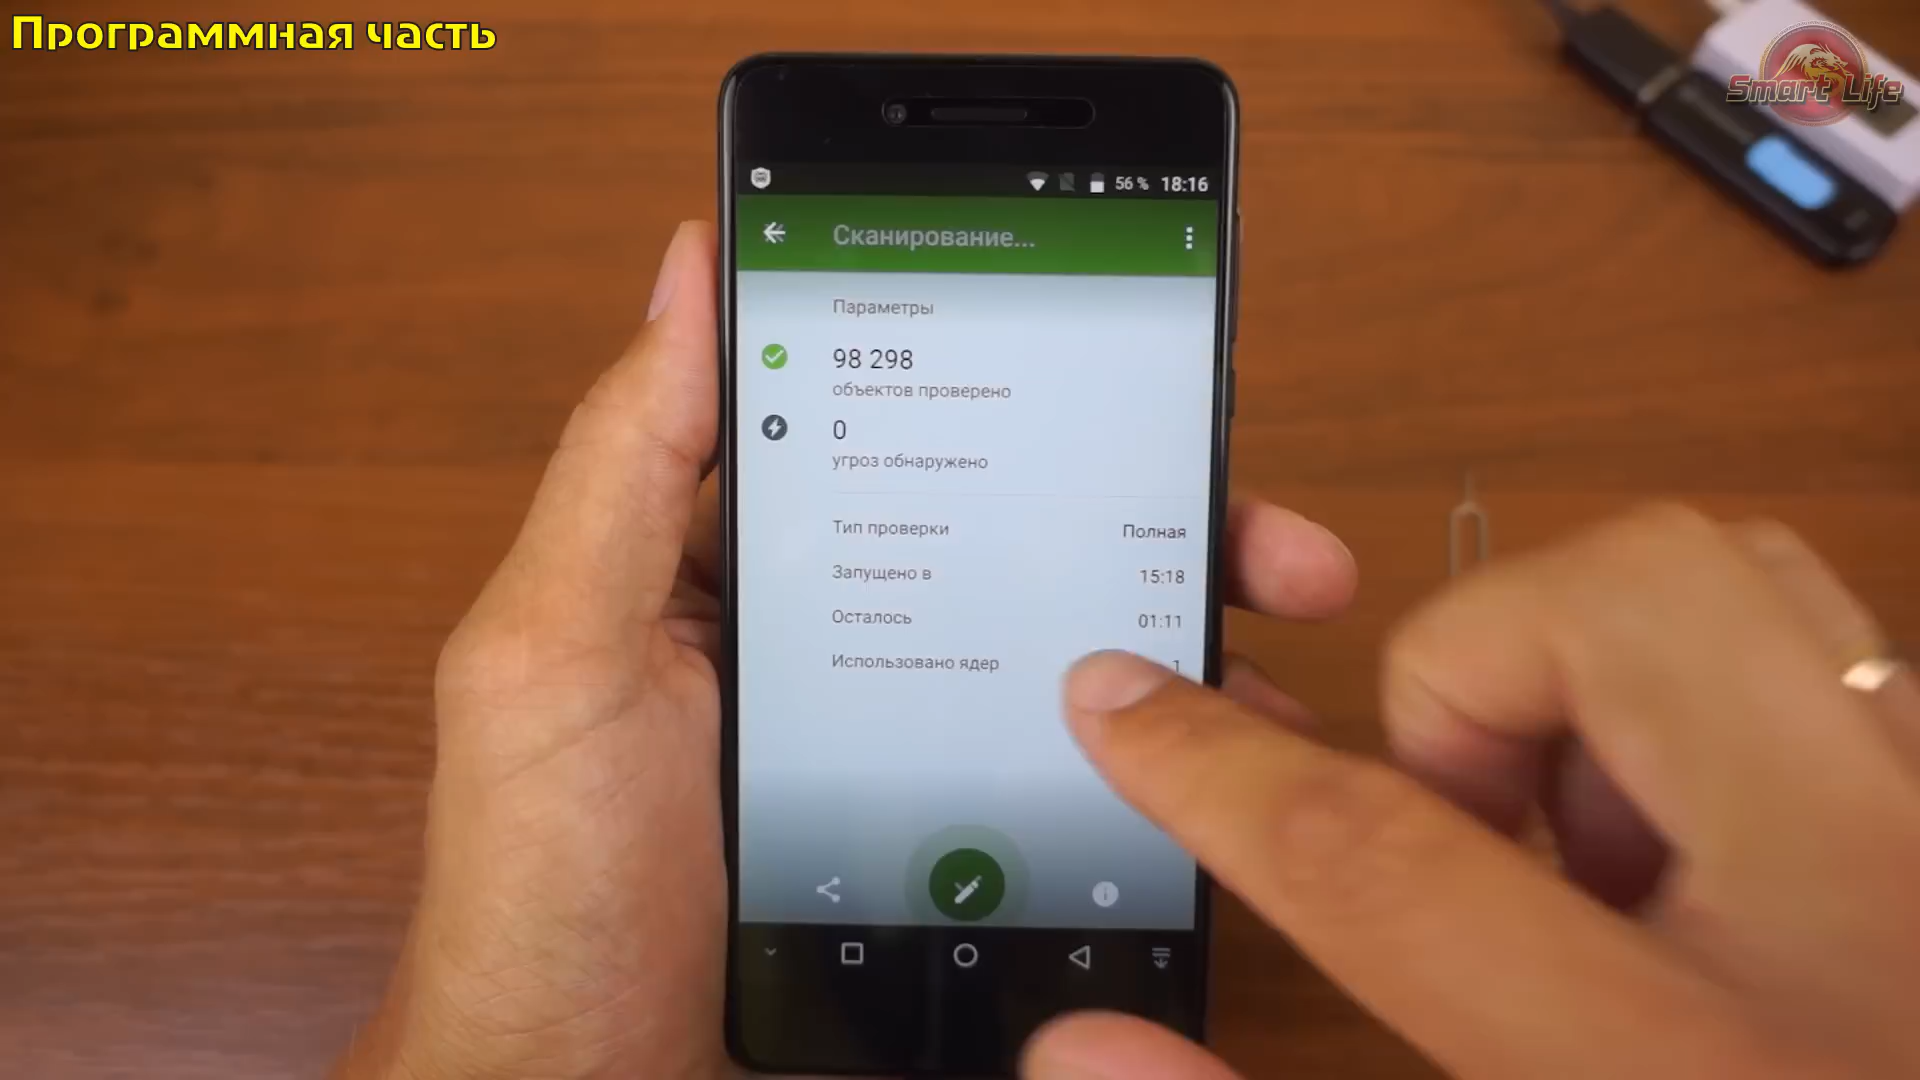 Программная часть
Smart Life
56 % 18:16
Сканирование...
Параметры
98 298
объектов проверено
0
угроз обнаружено
Тип проверки Полная
Запущено в 15:18
Осталось 01:11
Использовано ядер 1